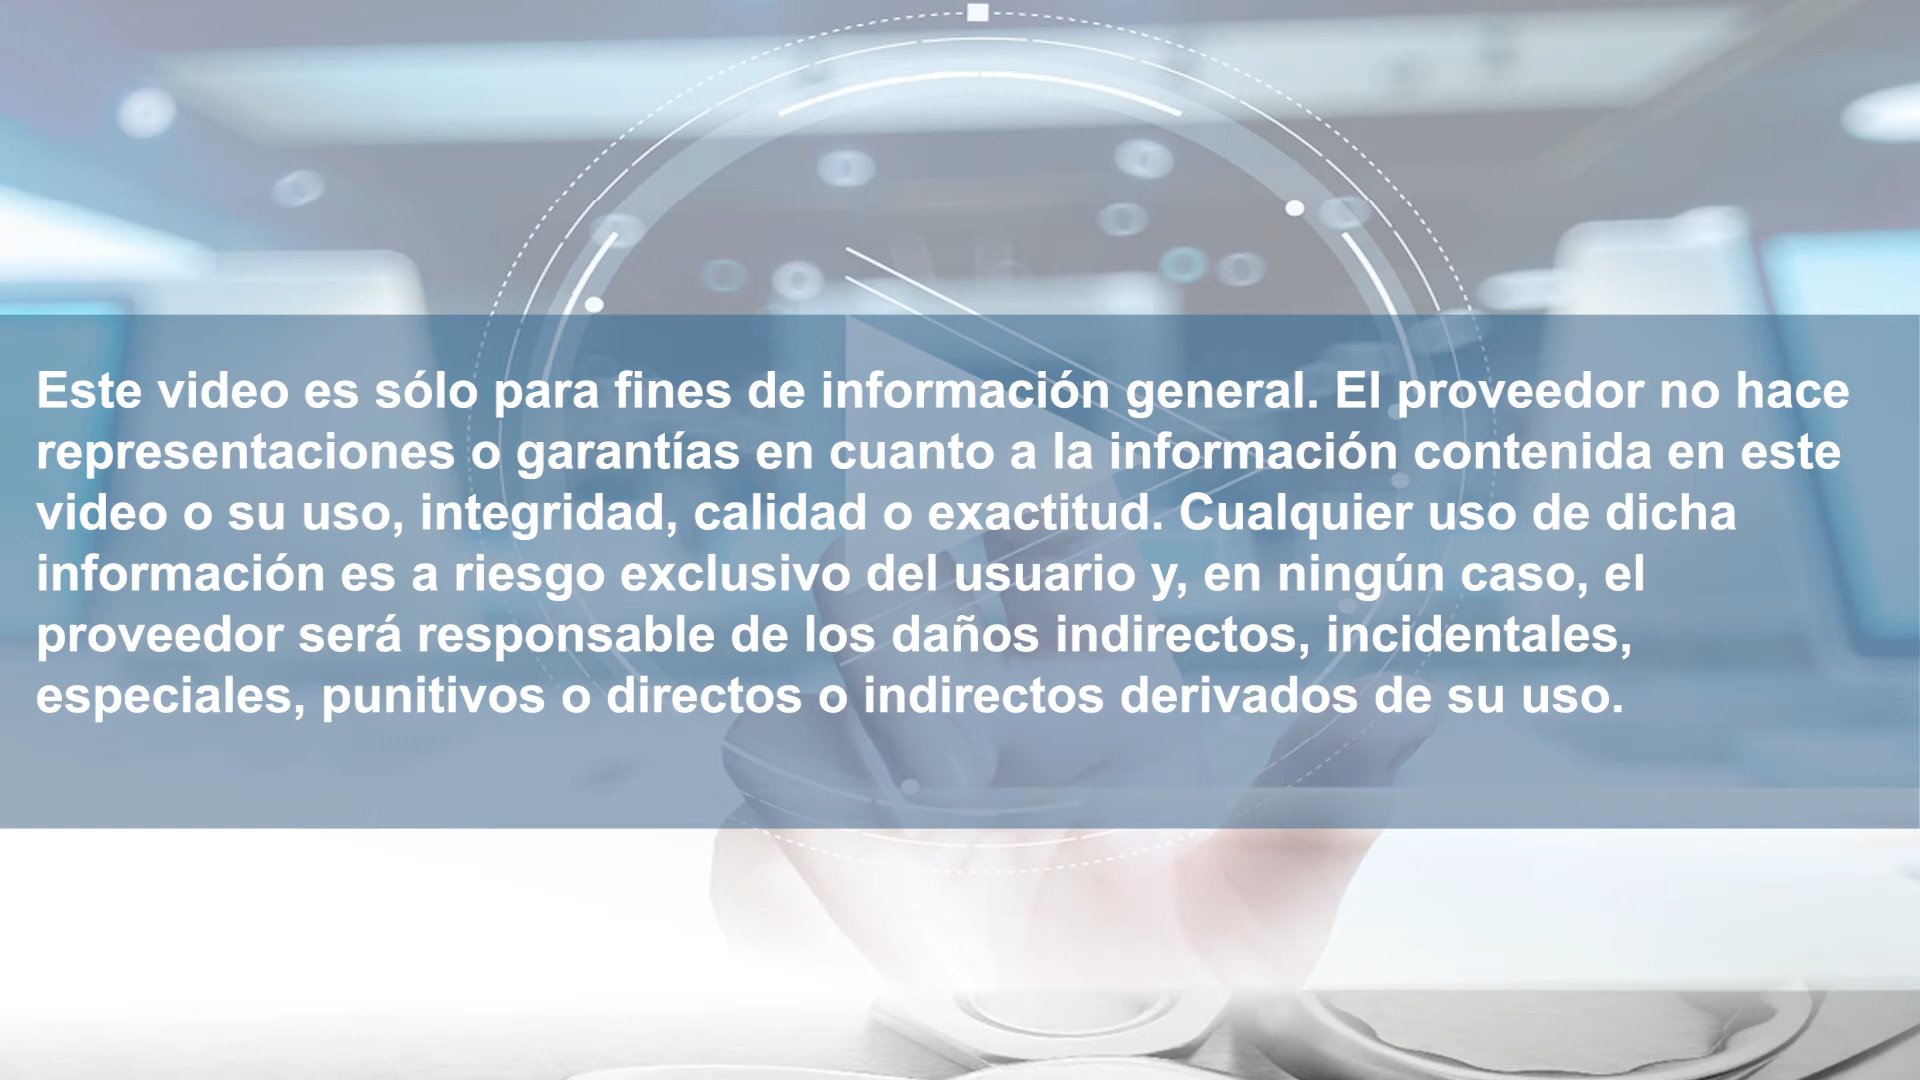 Este video es sólo para fines de información general. El proveedor no hace
representaciones o garantías en cuanto a la información contenida en este
video o su uso, integridad, calidad o exactitud. Cualquier uso de dicha
información es a riesgo exclusivo del usuario y, en ningún caso, el
proveedor será responsable de los daños indirectos, incidentales,
especiales, punitivos o directos o indirectos derivados de su uso.